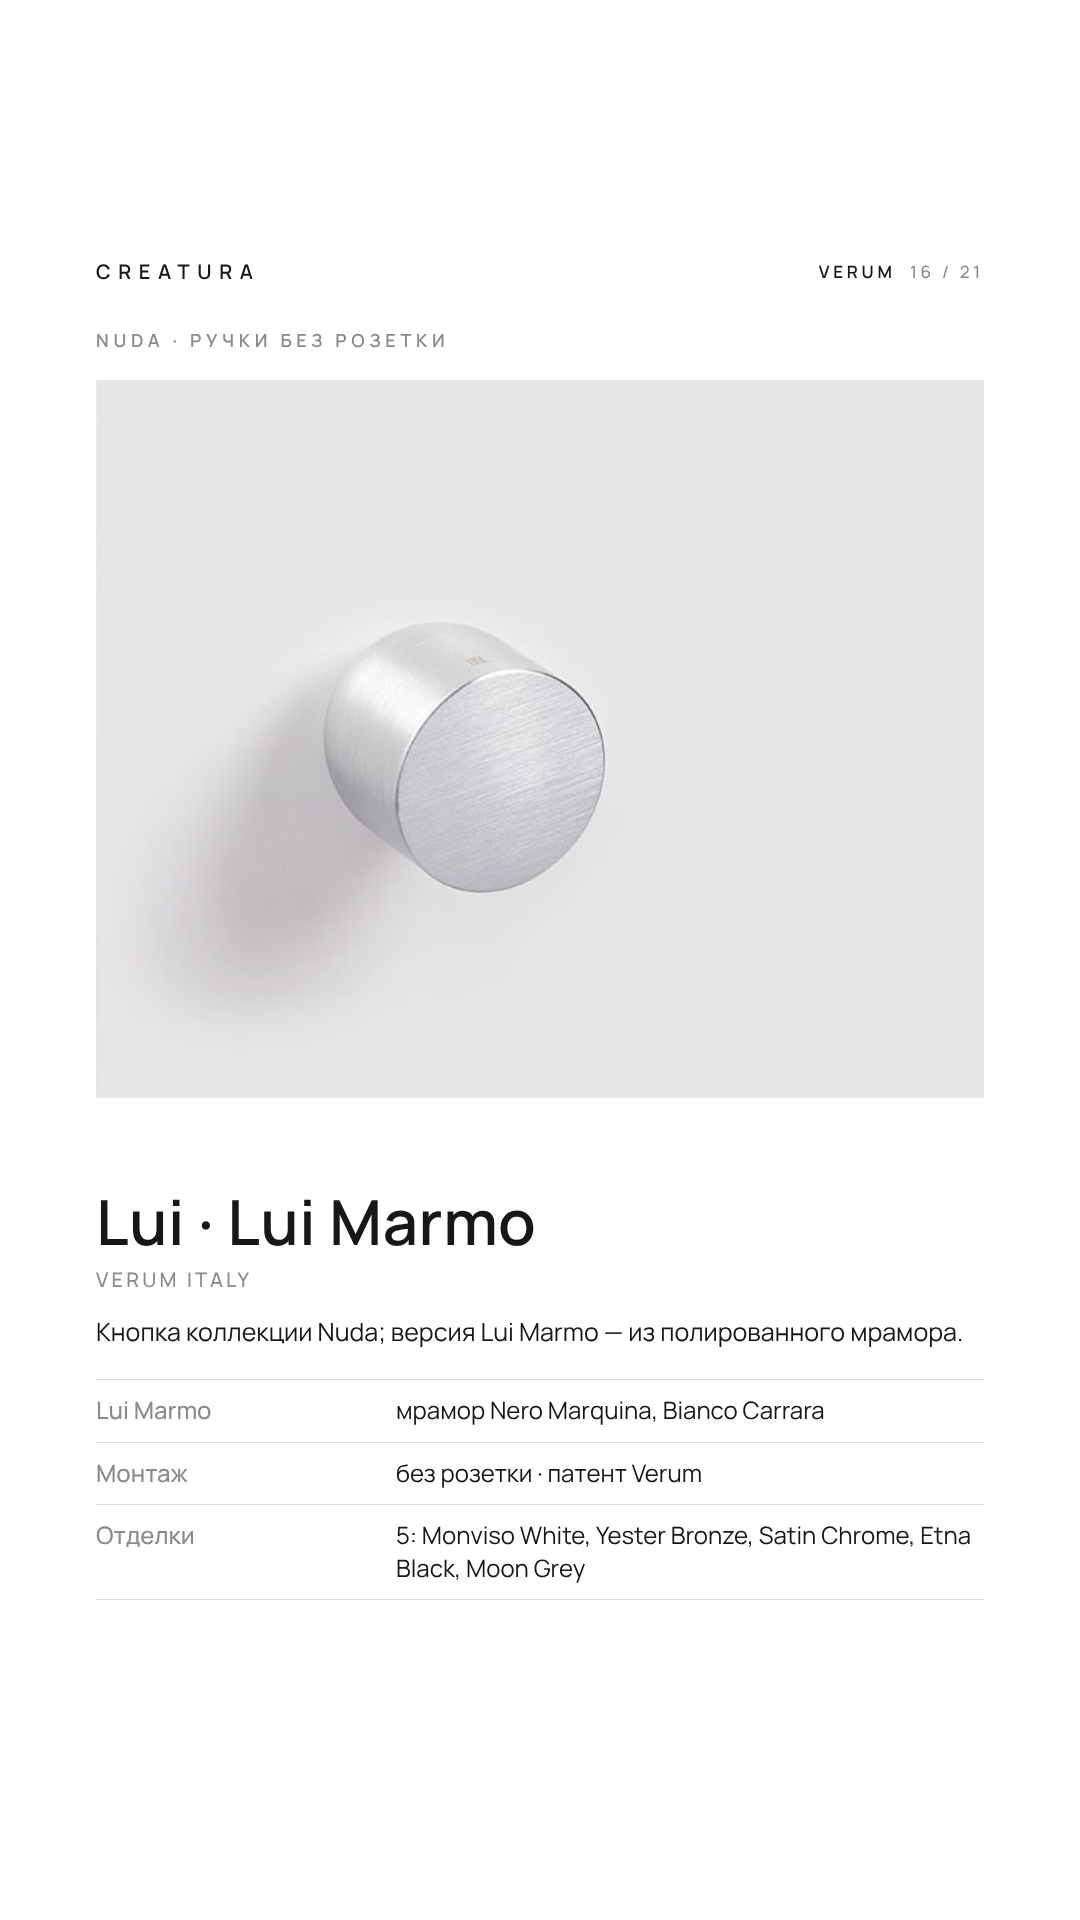 CREATURA
VERUM 16 / 21
NUDA · РУЧКИ БЕЗ РОЗЕТКИ
Lui · Lui Marmo
VERUM ITALY
Кнопка коллекции Nuda; версия Lui Marmo — из полированного мрамора.
Lui Marmo мрамор Nero Marquina, Bianco Carrara
Монтаж без розетки · патент Verum
Отделки 5: Monviso White, Yester Bronze, Satin Chrome, Etna
Black, Moon Grey